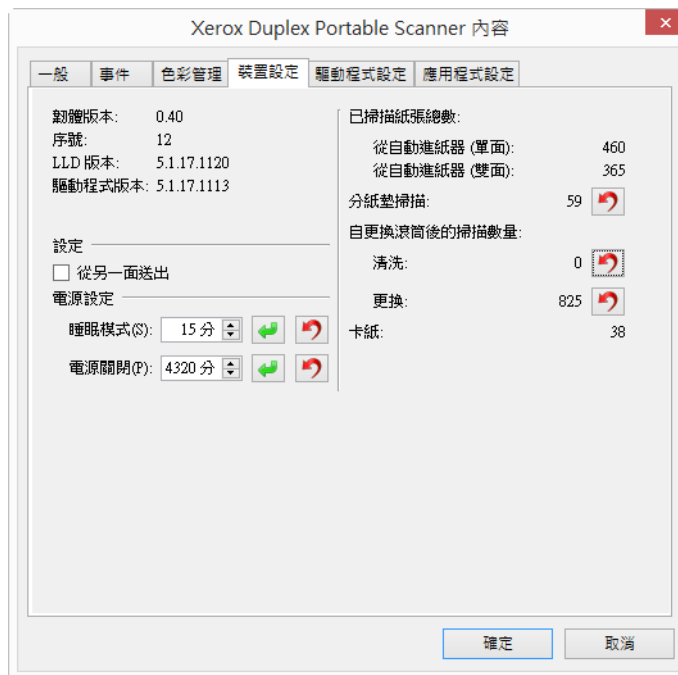 Xerox Duplex Portable Scanner 內容
一般 事件 色彩管理 裝置設定 驅動程式設定 應用程式設定
韌體版本: 0.40
序號: 12
LLD 版本: 5.1.17.1120
驅動程式版本: 5.1.17.1113
設定
從另一面送出
電源設定
睡眠模式(S): 15 分
電源關閉(P): 4320 分
已掃描紙張總數:
從自動進紙器 (單面): 460
從自動進紙器 (雙面): 365
分紙墊掃描: 59
自更換滾筒後的掃描數量:
清洗: 0
更換: 825
卡紙: 38
確定 取消